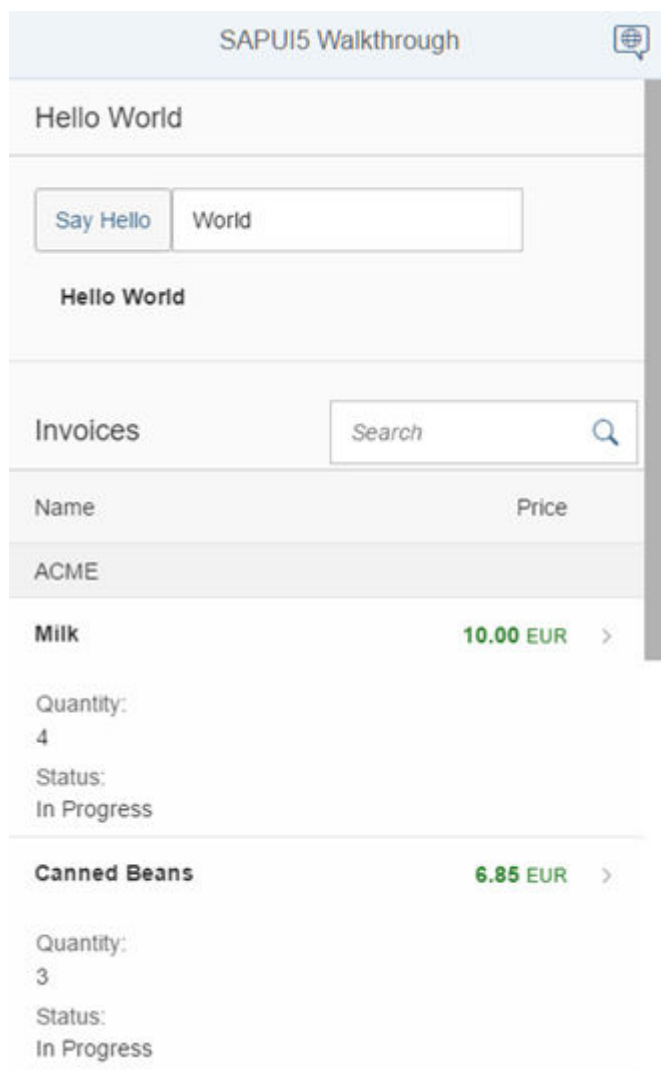 SAPUI5 Walkthrough
Hello World
Say Hello World
Hello World
Invoices Search
Name Price
ACME
Milk 10.00 EUR
Quantity:
4
Status:
In Progress
Canned Beans 6.85 EUR
Quantity:
3
Status:
In Progress